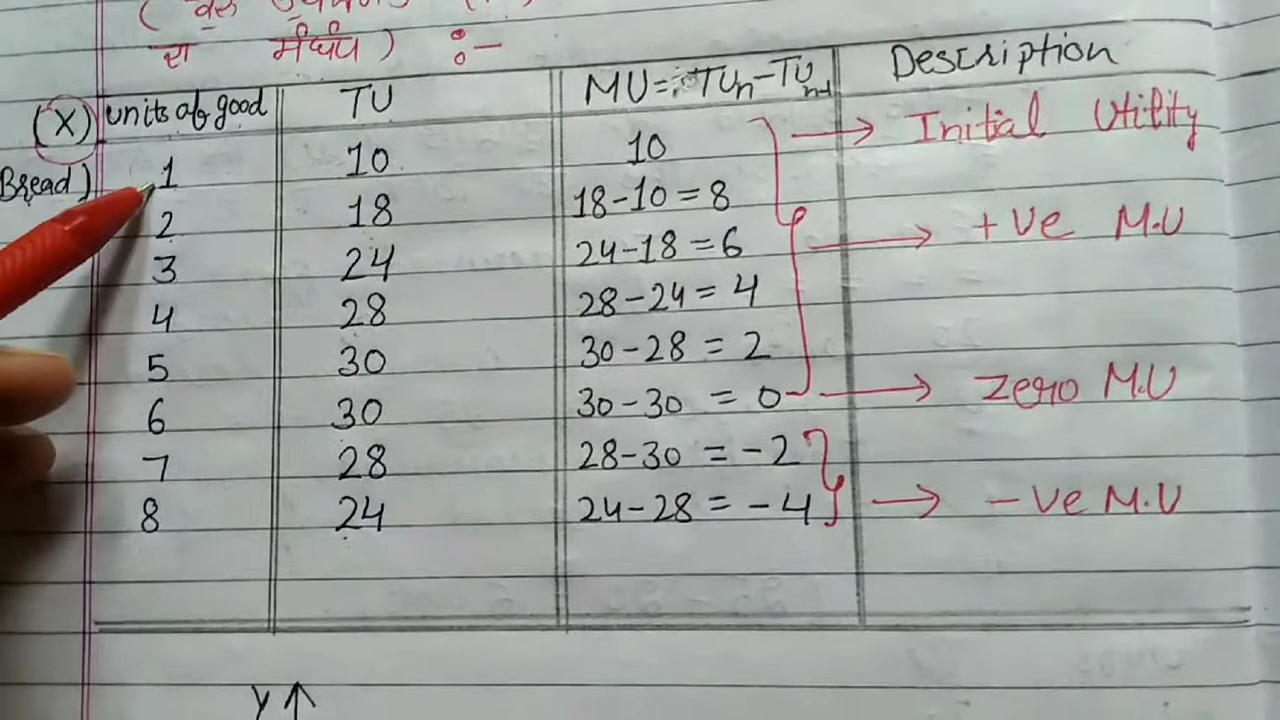 दा संबंध) :-
(X) units of good TU MU = TUn - TUn-1 Description
(Bread) 1 10 10 → Initial Utility
2 18 18-10 = 8
3 24 24-18 = 6 → +ve M.U
4 28 28-24 = 4
5 30 30-28 = 2
6 30 30-30 = 0 → Zero M.U
7 28 28-30 = -2
8 24 24-28 = -4 → -ve M.U
Y ↑